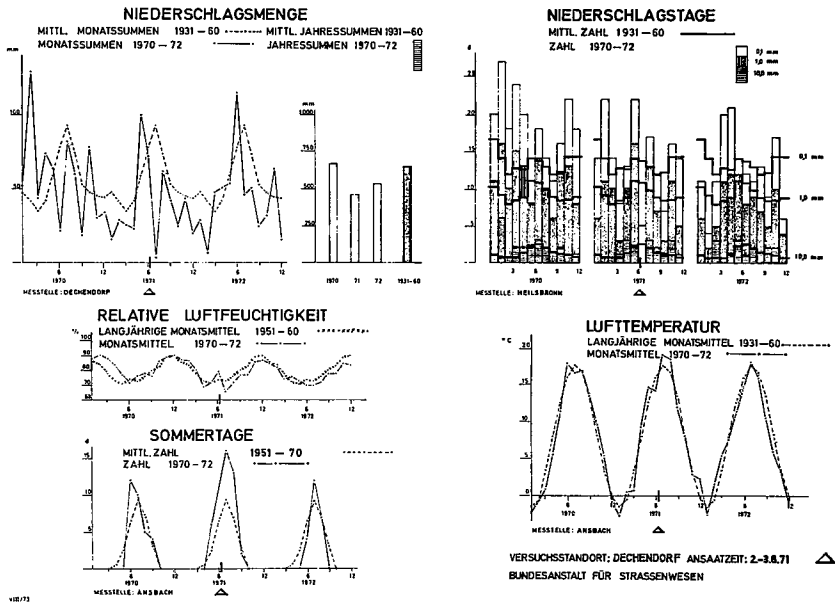 NIEDERSCHLAGSMENGE
MITTL. MONATSSUMMEN 1931–60 MITTL. JAHRESSUMMEN 1931–60
MONATSSUMMEN 1970–72 JAHRESSUMMEN 1970–72
mm
100
50
6 12 6 12 6 12
1970 1971 1972
MESSTELLE: DECHENDORF
mm
1000
750
500
250
1970 71 72 1931-60
NIEDERSCHLAGSTAGE
MITTL. ZAHL 1931–60
ZAHL 1970–72
0,1 mm
1,0 mm
10,0 mm
d
25
20
15
10
5
0,1 mm
1,0 mm
10,0 mm
3 6 9 12 3 6 9 12 3 6 9 12
1970 1971 1972
MESSTELLE: HEILSBRONN
RELATIVE LUFTFEUCHTIGKEIT
LANGJÄHRIGE MONATSMITTEL 1951–60
MONATSMITTEL 1970–72
%
100
90
80
70
6 12 6 12 6 12
1970 1971 1972
SOMMERTAGE
MITTL. ZAHL 1951–70
ZAHL 1970–72
d
15
10
5
6 12 6 12 6 12
1970 1971 1972
MESSTELLE: ANSBACH
LUFTTEMPERATUR
LANGJÄHRIGE MONATSMITTEL 1931–60
MONATSMITTEL 1970–72
°C
20
15
10
5
0
6 12 6 12 6 12
1970 1971 1972
MESSTELLE: ANSBACH
VERSUCHSSTANDORT: DECHENDORF ANSAATZEIT: 2.–3.6.71
BUNDESANSTALT FÜR STRASSENWESEN
VIII/73